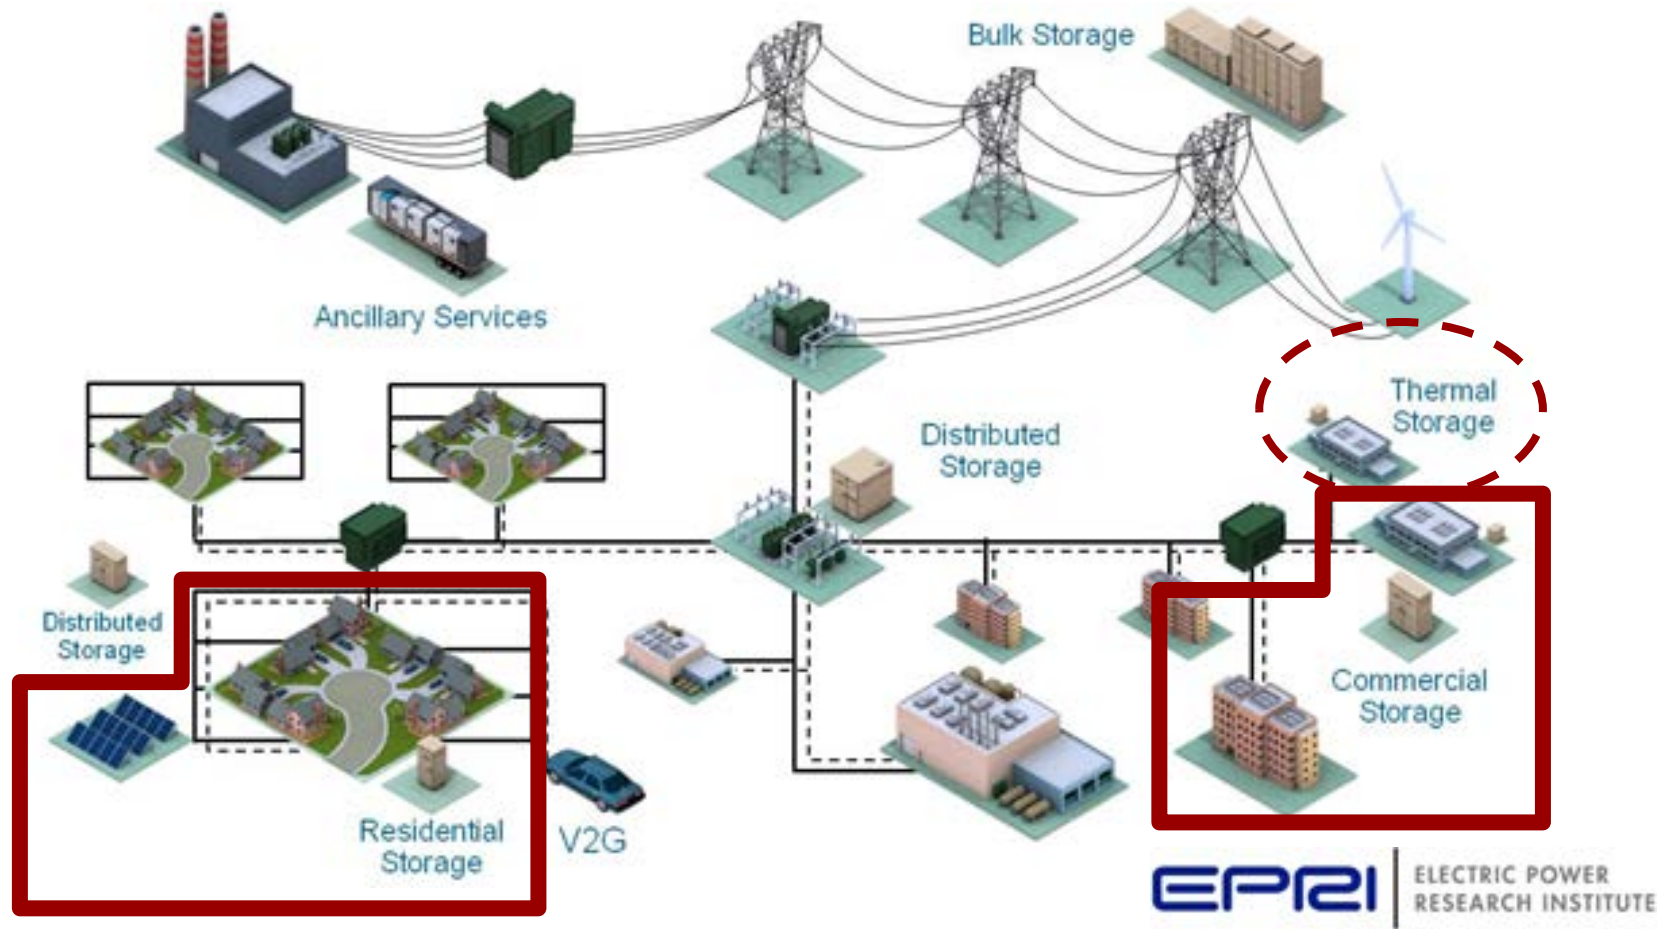 Bulk Storage
Ancillary Services
Thermal
Storage
Distributed
Storage
Distributed
Storage
Commercial
Storage
Residential
Storage
V2G
EPRI
ELECTRIC POWER
RESEARCH INSTITUTE